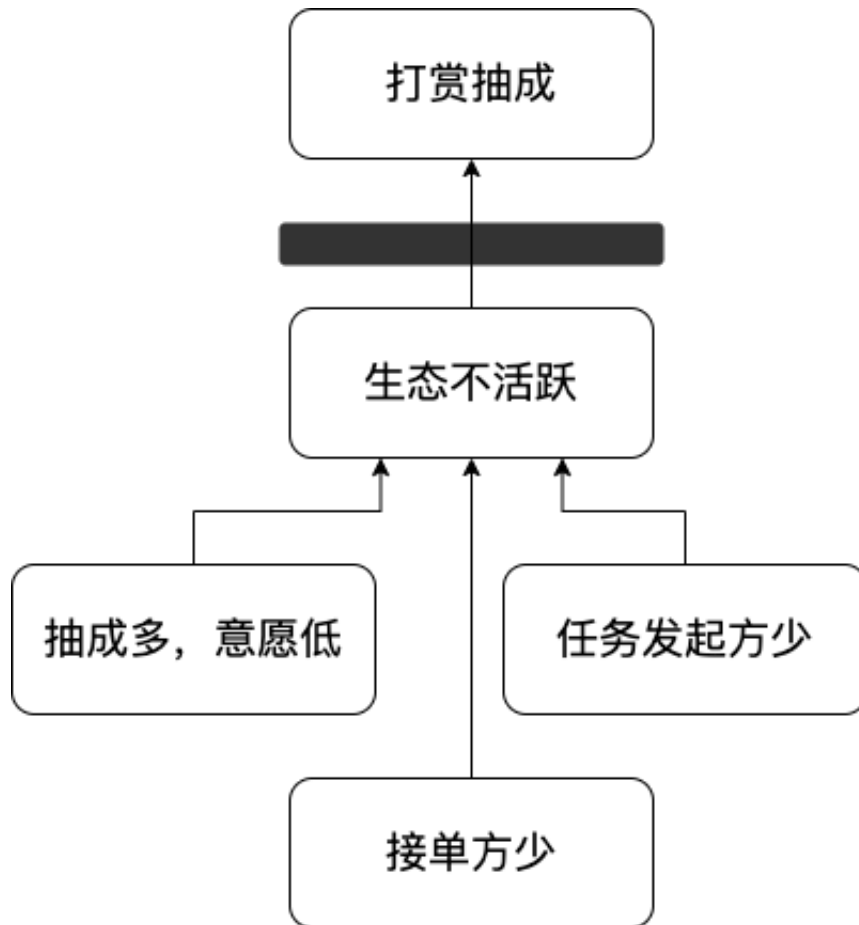 打赏抽成
生态不活跃
抽成多，意愿低
任务发起方少
接单方少